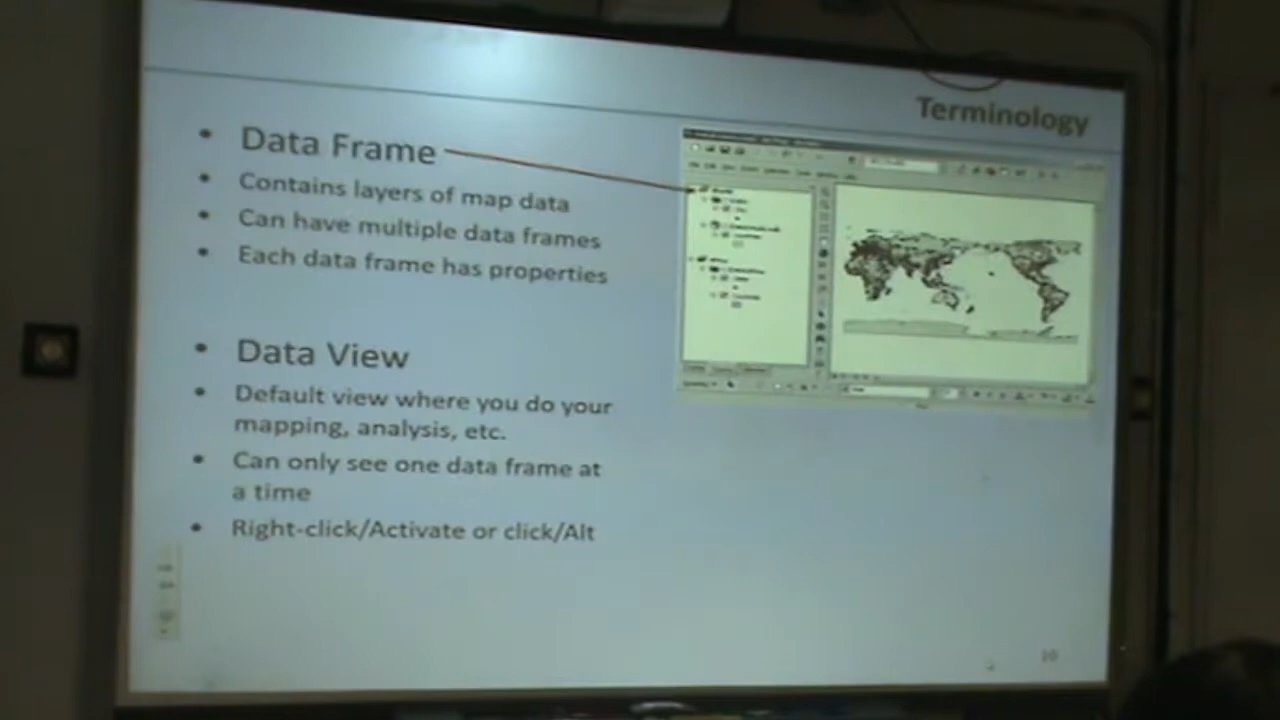 Terminology
• Data Frame
• Contains layers of map data
• Can have multiple data frames
• Each data frame has properties
• Data View
• Default view where you do your
mapping, analysis, etc.
• Can only see one data frame at
a time
• Right-click/Activate or click/Alt
10